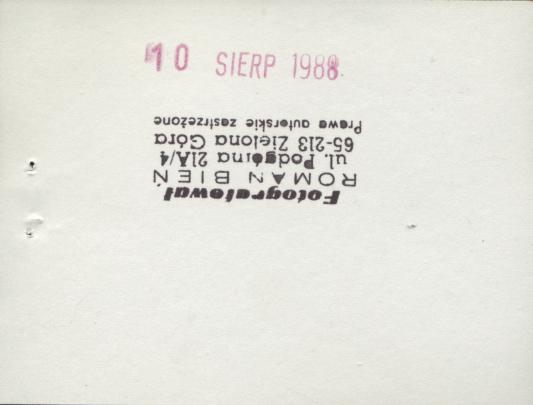 10 SIERP 1988
Fotografował
ROMAN BIEŃ
ul. Podgórna 21A/4
65-213 Zielona Góra
Prawa autorskie zastrzeżone